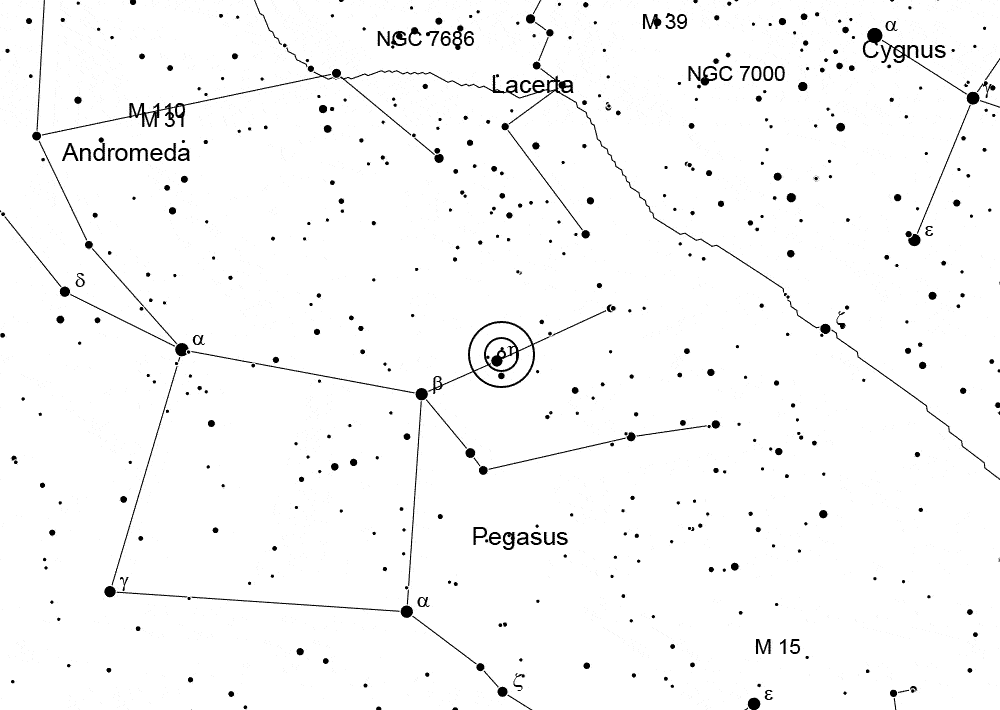 M 39
α
NGC 7686
Cygnus
NGC 7000
Lacerta
γ
M 110
M 31
Andromeda
ε
δ
ζ
α
η
β
Pegasus
γ
α
M 15
ζ
ε